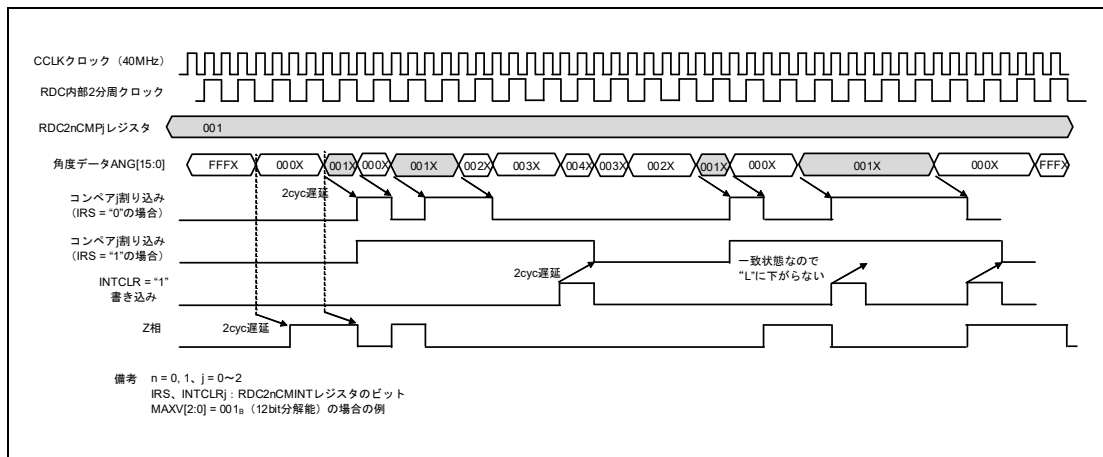 CCLKクロック（40MHz）
RDC内部2分周クロック
RDC2nCMPjレジスタ
001
角度データANG[15:0]
FFFX 000X 001X 000X 001X 002X 003X 004X 003X 002X 001X 000X 001X 000X FFFX
2cyc遅延
コンペアj割り込み
（IRS = “0”の場合）
コンペアj割り込み
（IRS = “1”の場合）
2cyc遅延
一致状態なので
“L”に下がらない
INTCLR = “1”
書き込み
2cyc遅延
Z相
備考 n = 0, 1、j = 0～2
IRS、INTCLRj : RDC2nCMINTレジスタのビット
MAXV[2:0] = 001B（12bit分解能）の場合の例